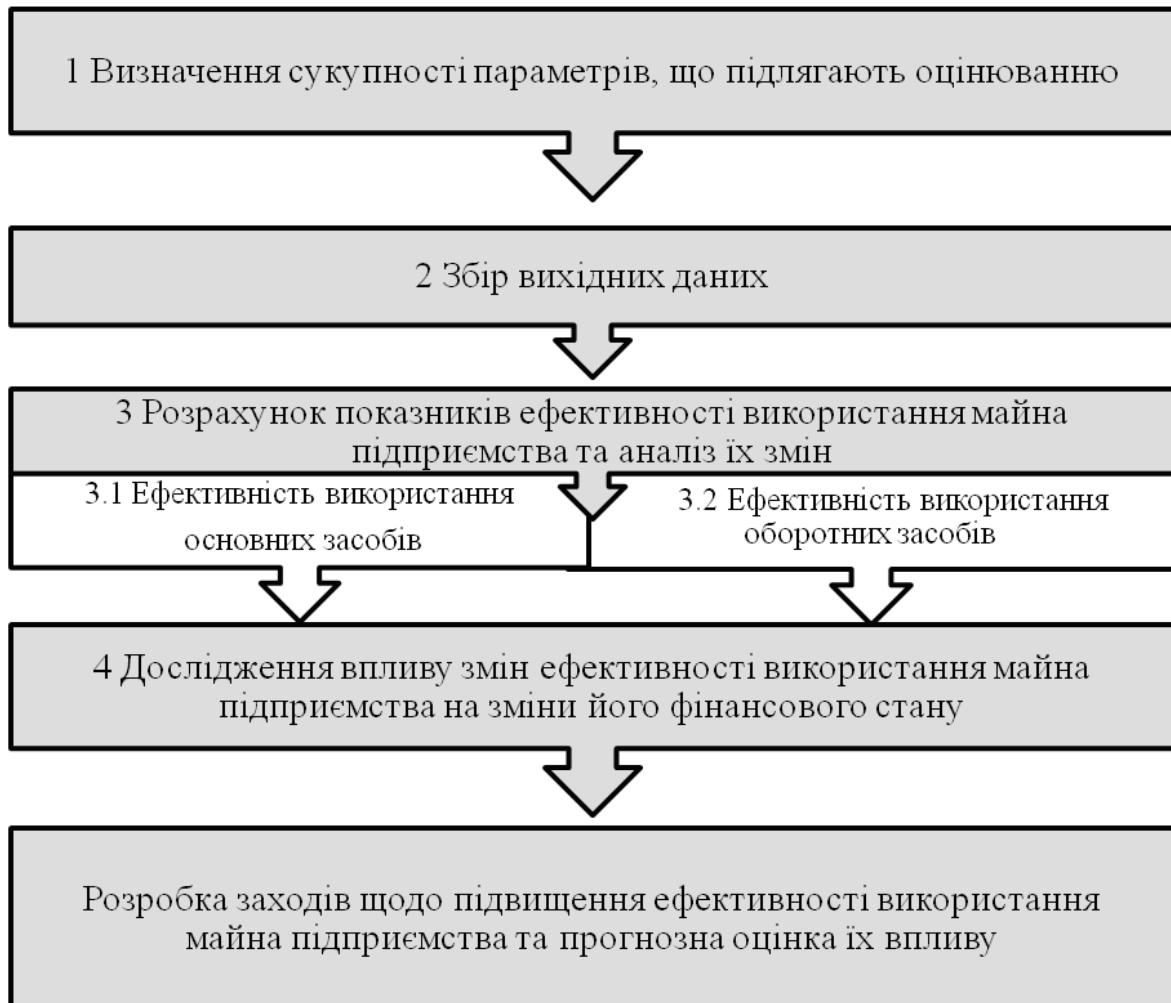 1 Визначення сукупності параметрів, що підлягають оцінюванню
2 Збір вихідних даних
3 Розрахунок показників ефективності використання майна
підприємства та аналіз їх змін
3.1 Ефективність використання
основних засобів
3.2 Ефективність використання
оборотних засобів
4 Дослідження впливу змін ефективності використання майна
підприємства на зміни його фінансового стану
Розробка заходів щодо підвищення ефективності використання
майна підприємства та прогнозна оцінка їх впливу